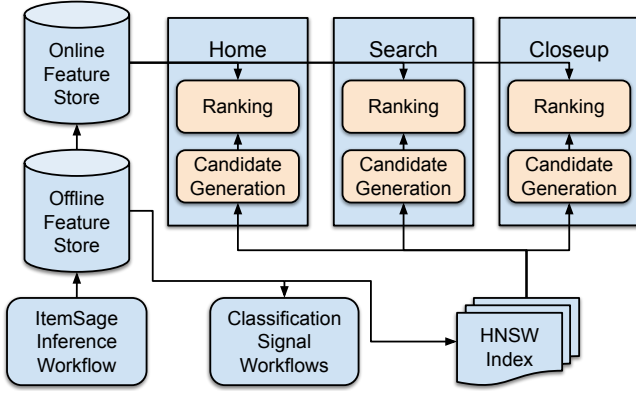 Online
Feature
Store
Home
Search
Closeup
Ranking
Ranking
Ranking
Candidate
Generation
Candidate
Generation
Candidate
Generation
Offline
Feature
Store
ItemSage
Inference
Workflow
Classification
Signal
Workflows
HNSW
Index